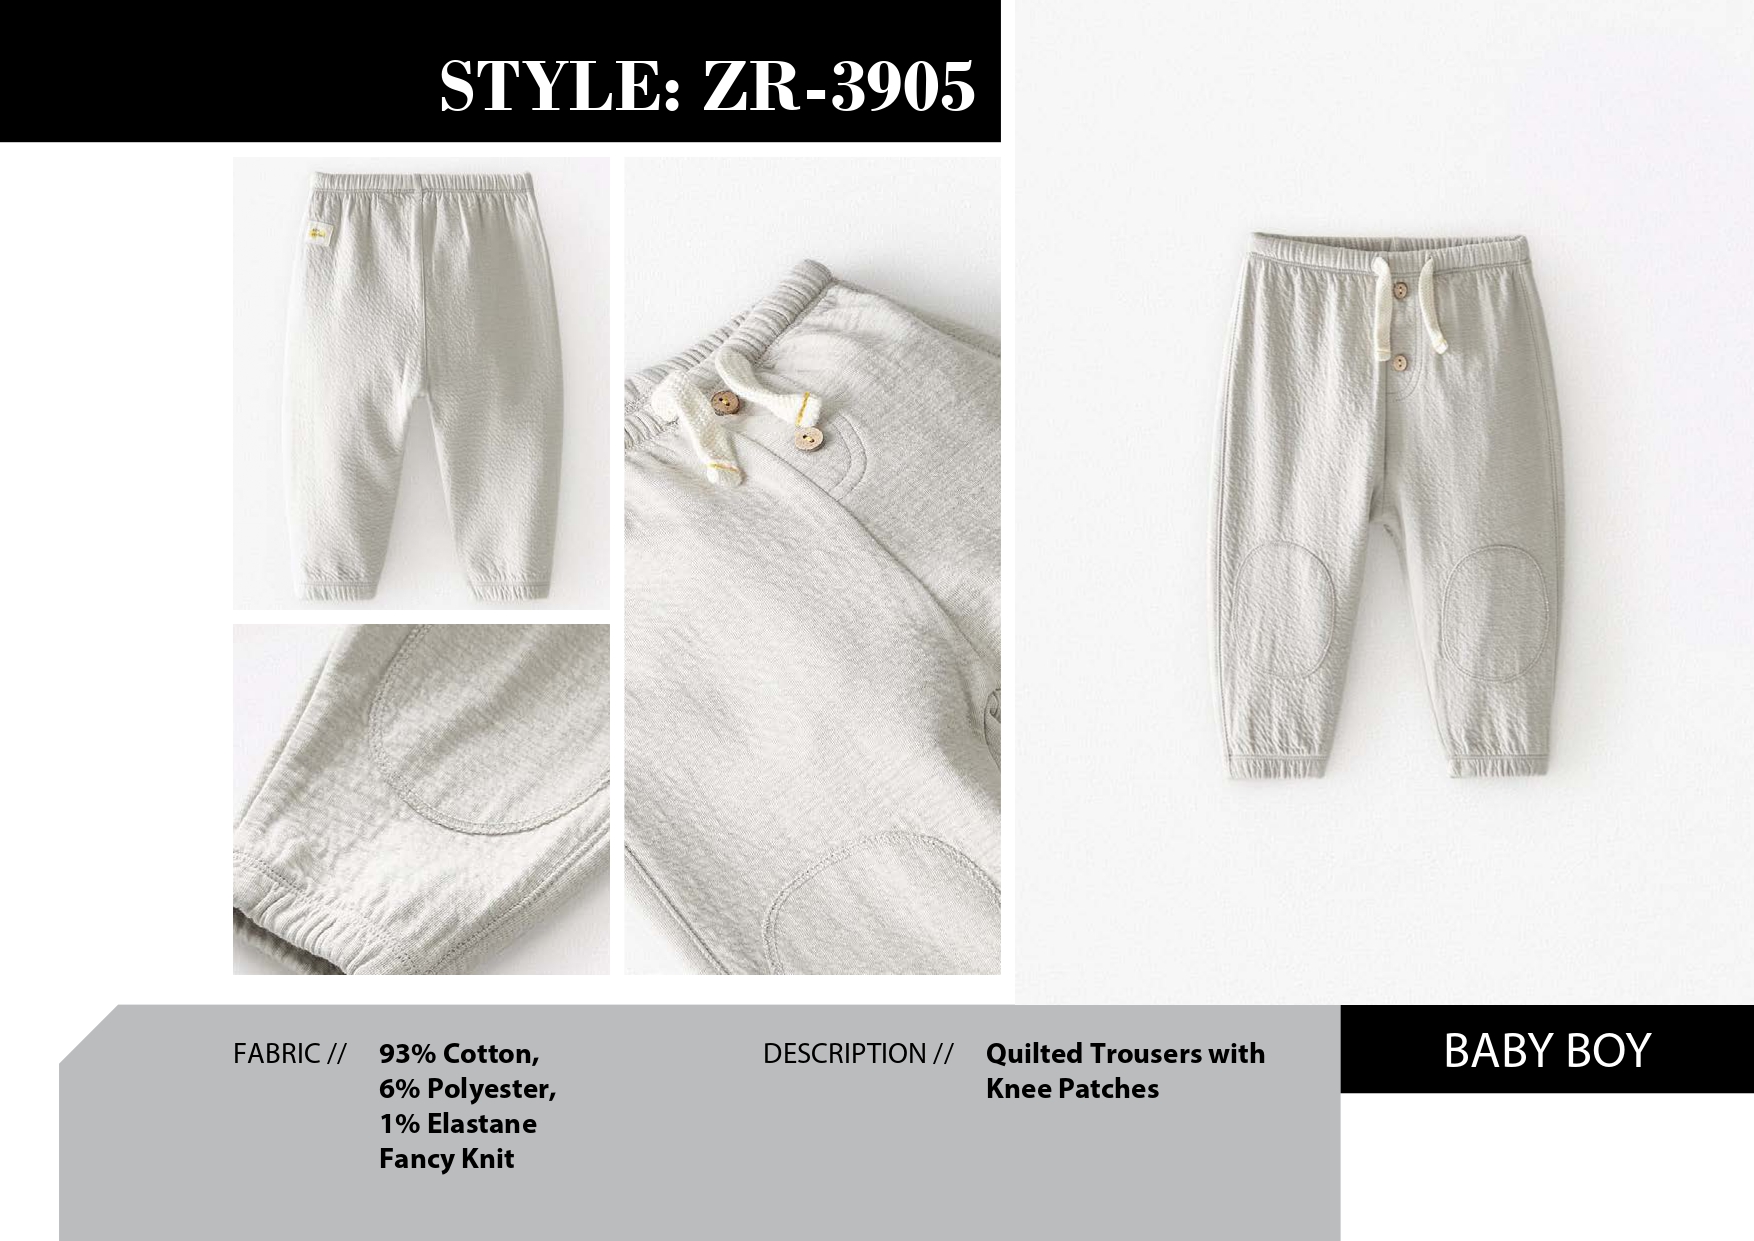 STYLE: ZR-3905
FABRIC //
93% Cotton,
6% Polyester,
1% Elastane
Fancy Knit
DESCRIPTION //
Quilted Trousers with
Knee Patches
BABY BOY